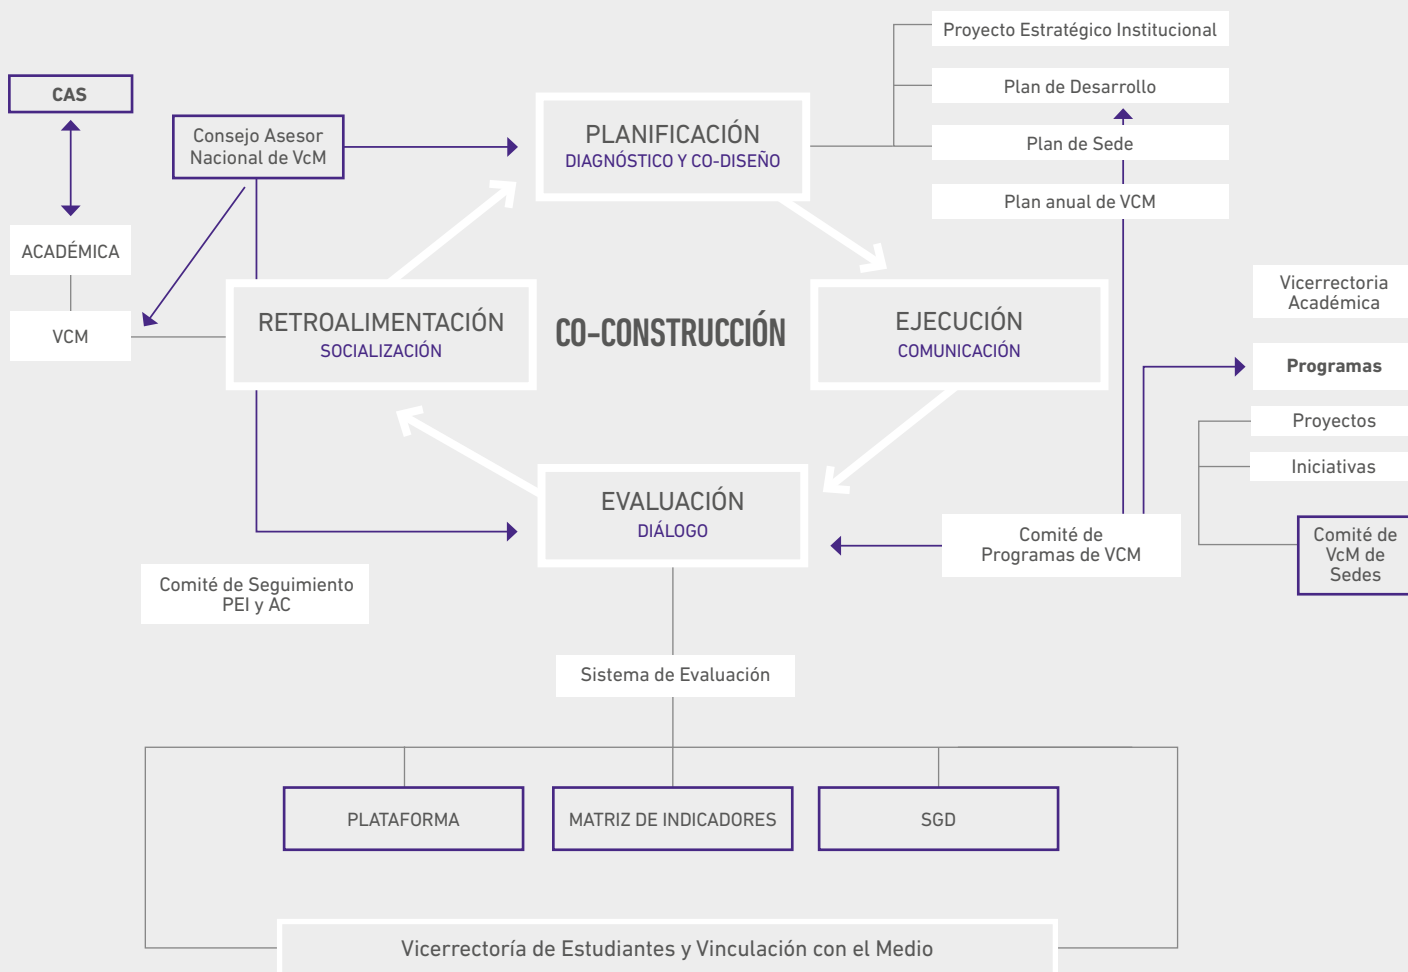 Proyecto Estratégico Institucional
CAS
Plan de Desarrollo
Consejo Asesor
Nacional de VcM
PLANIFICACIÓN
DIAGNÓSTICO Y CO-DISEÑO
Plan de Sede
Plan anual de VCM
ACADÉMICA
VCM
RETROALIMENTACIÓN
SOCIALIZACIÓN
CO-CONSTRUCCIÓN
EJECUCIÓN
COMUNICACIÓN
Vicerrectoria
Académica
Programas
Proyectos
Iniciativas
EVALUACIÓN
DIÁLOGO
Comité de
Programas de VCM
Comité de
VcM de
Sedes
Comité de Seguimiento
PEI y AC
Sistema de Evaluación
PLATAFORMA
MATRIZ DE INDICADORES
SGD
Vicerrectoría de Estudiantes y Vinculación con el Medio